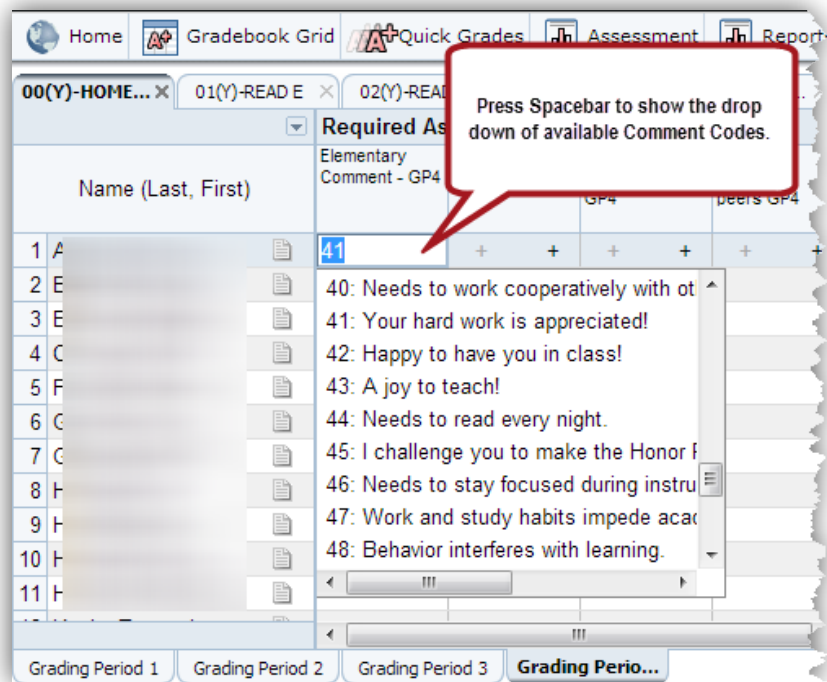 Home Gradebook Grid Quick Grades Assessment Report-
00(Y)-HOME... 01(Y)-READ E 02(Y)-READ
Press Spacebar to show the drop
down of available Comment Codes.
Required As
Name (Last, First)
Elementary
Comment - GP4
GP4
peers GP4
1 A 41 + + + + + +
2 E
3 E
4 C
5 F
6 G
7 G
8 H
9 H
10 H
11 H
40: Needs to work cooperatively with ot
41: Your hard work is appreciated!
42: Happy to have you in class!
43: A joy to teach!
44: Needs to read every night.
45: I challenge you to make the Honor R
46: Needs to stay focused during instru
47: Work and study habits impede acad
48: Behavior interferes with learning.
Grading Period 1 Grading Period 2 Grading Period 3 Grading Perio...